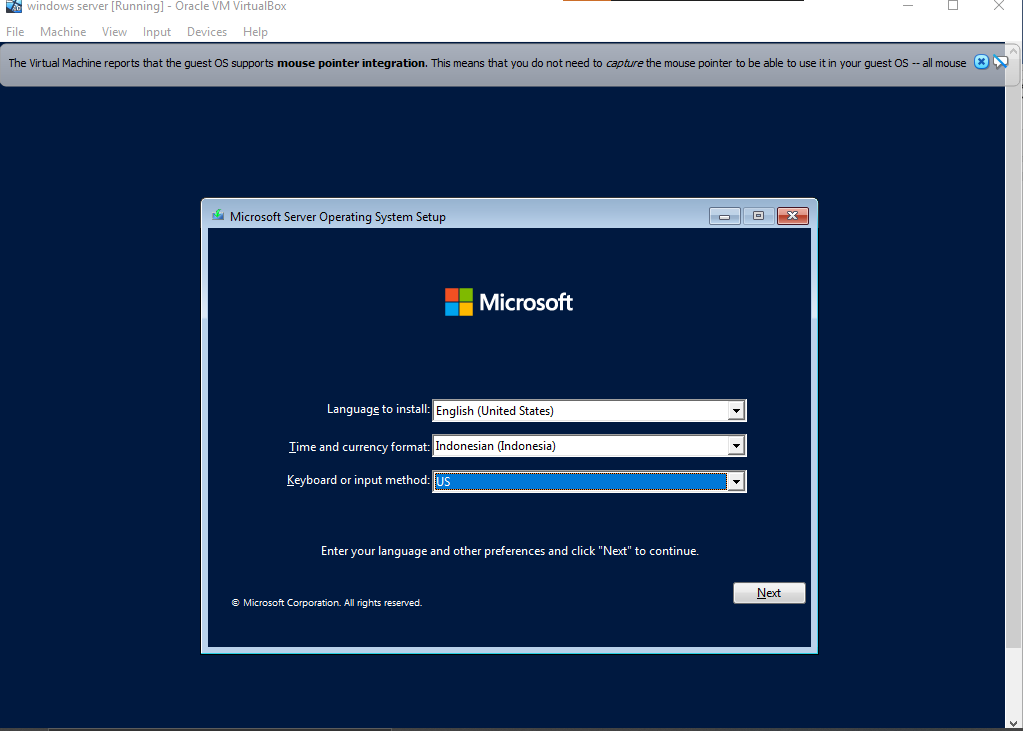 windows server [Running] - Oracle VM VirtualBox
File Machine View Input Devices Help
The Virtual Machine reports that the guest OS supports mouse pointer integration. This means that you do not need to capture the mouse pointer to be able to use it in your guest OS -- all mouse
Microsoft Server Operating System Setup
Microsoft
Language to install: English (United States)
Time and currency format: Indonesian (Indonesia)
Keyboard or input method: US
Enter your language and other preferences and click "Next" to continue.
Next
© Microsoft Corporation. All rights reserved.